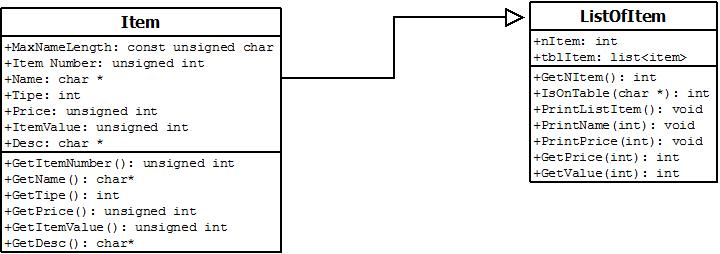 Item
+MaxNameLength: const unsigned char
+Item Number: unsigned int
+Name: char *
+Tipe: int
+Price: unsigned int
+ItemValue: unsigned int
+Desc: char *
+GetItemNumber(): unsigned int
+GetName(): char*
+GetTipe(): int
+GetPrice(): unsigned int
+GetItemValue(): unsigned int
+GetDesc(): char*
ListOfItem
+nItem: int
+tblItem: list<item>
+GetNItem(): int
+IsOnTable(char *): int
+PrintListItem(): void
+PrintName(int): void
+PrintPrice(int): void
+GetPrice(int): int
+GetValue(int): int